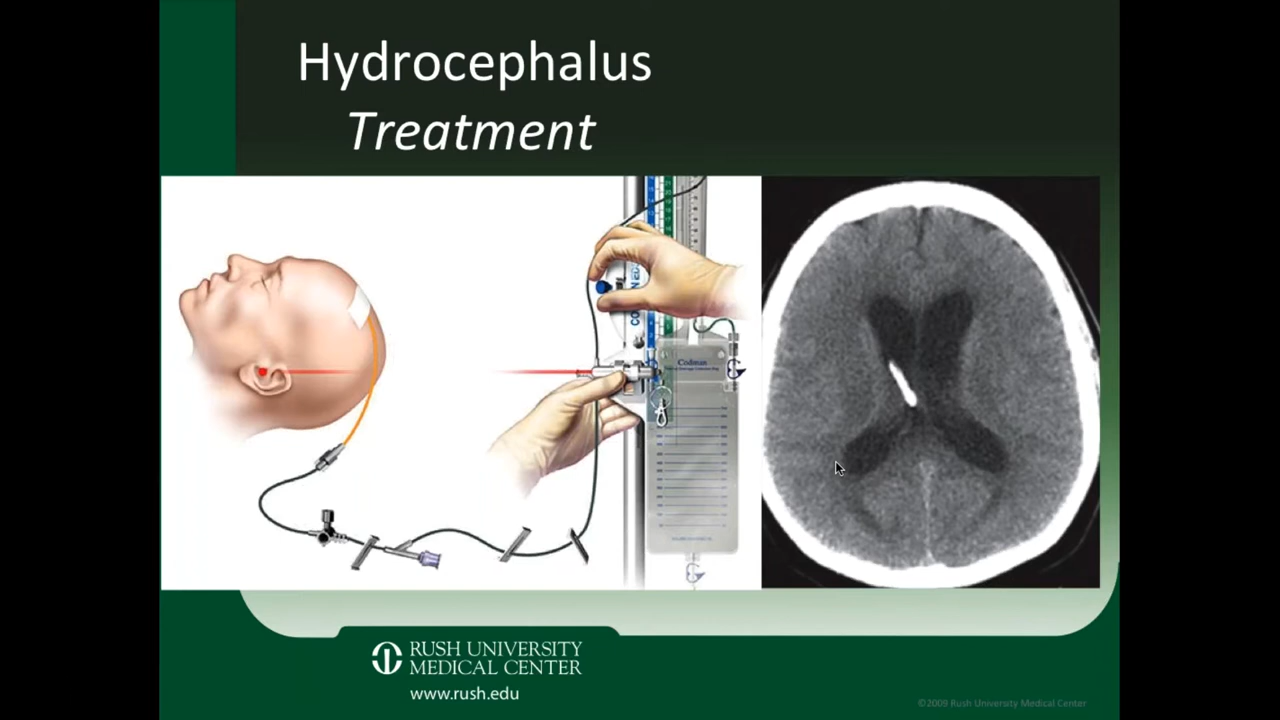 Hydrocephalus
Treatment
Codman
RUSH UNIVERSITY
MEDICAL CENTER
www.rush.edu
©2009 Rush University Medical Center